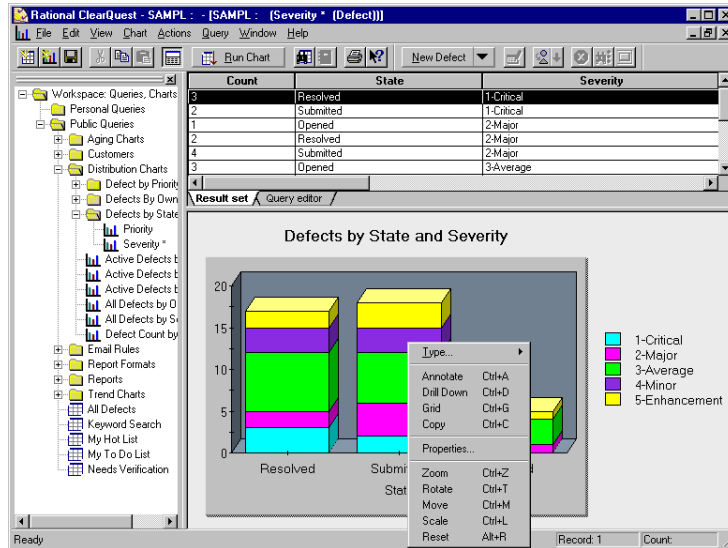 Rational ClearQuest - SAMPL : - [SAMPL : (Severity * (Defect))]
File Edit View Chart Actions Query Window Help
Run Chart New Defect
Workspace: Queries, Charts
Personal Queries
Public Queries
Aging Charts
Customers
Distribution Charts
Defect by Priority
Defects By Own
Defects by State
Priority
Severity *
Active Defects b
Active Defects b
Active Defects b
All Defects by O
All Defects by Se
Defect Count by
Email Rules
Report Formats
Reports
Trend Charts
All Defects
Keyword Search
My Hot List
My To Do List
Needs Verification
Count State Severity
3 Resolved 1-Critical
2 Submitted 1-Critical
1 Opened 2-Major
2 Resolved 2-Major
4 Submitted 2-Major
3 Opened 3-Average
Result set Query editor
Defects by State and Severity
20
15
10
5
0
Resolved Submi d
Stat
1-Critical
2-Major
3-Average
4-Minor
5-Enhancement
Type...
Annotate Ctrl+A
Drill Down Ctrl+D
Grid Ctrl+G
Copy Ctrl+C
Properties...
Zoom Ctrl+Z
Rotate Ctrl+T
Move Ctrl+M
Scale Ctrl+L
Reset Alt+R
Ready Record: 1 Count: